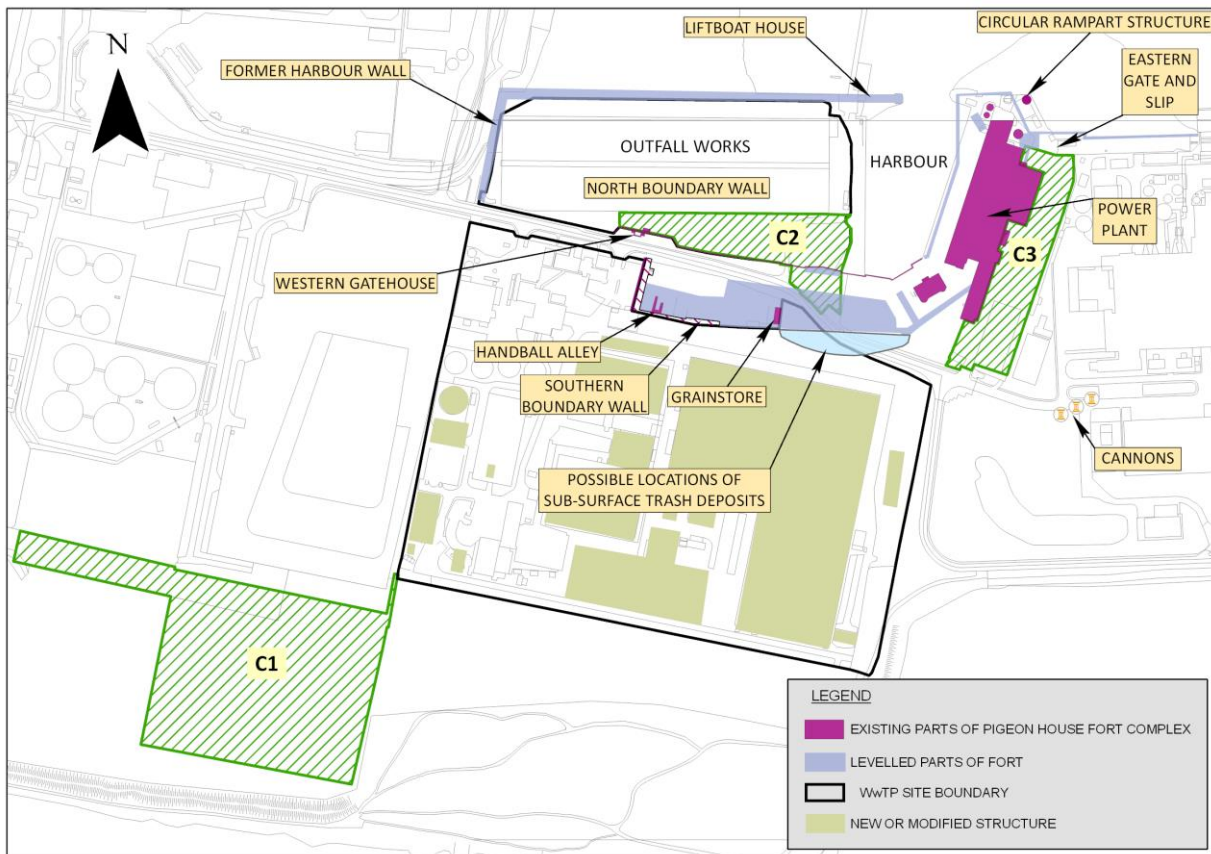 N
LIFTBOAT HOUSE
CIRCULAR RAMPART STRUCTURE
FORMER HARBOUR WALL
EASTERN
GATE AND
SLIP
OUTFALL WORKS
HARBOUR
NORTH BOUNDARY WALL
POWER
PLANT
C2
C3
WESTERN GATEHOUSE
HANDBALL ALLEY
SOUTHERN
BOUNDARY WALL
GRAINSTORE
CANNONS
POSSIBLE LOCATIONS OF
SUB-SURFACE TRASH DEPOSITS
C1
LEGEND
EXISTING PARTS OF PIGEON HOUSE FORT COMPLEX
LEVELLED PARTS OF FORT
WwTP SITE BOUNDARY
NEW OR MODIFIED STRUCTURE